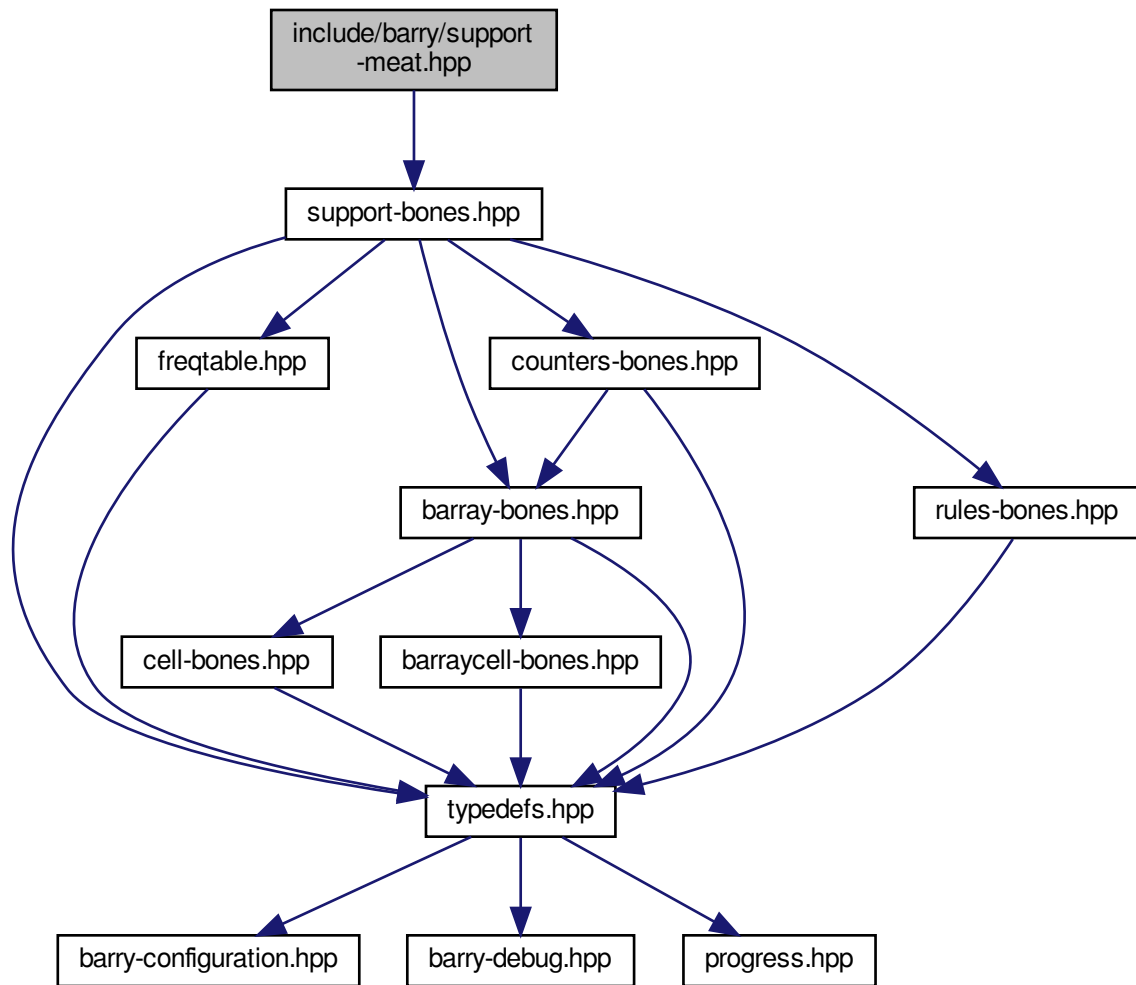 include/barry/support
-meat.hpp
support-bones.hpp
freqtable.hpp
counters-bones.hpp
barray-bones.hpp
rules-bones.hpp
cell-bones.hpp
barraycell-bones.hpp
typedefs.hpp
barry-configuration.hpp
barry-debug.hpp
progress.hpp